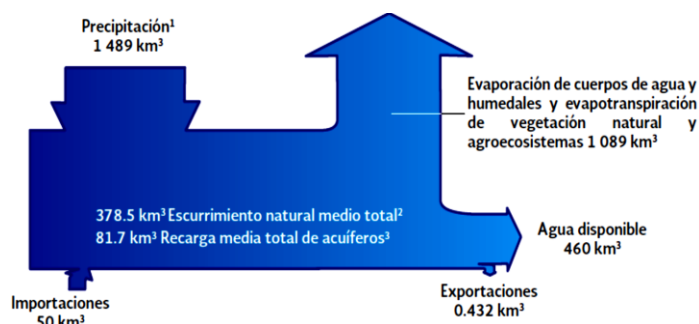 Precipitación¹
1 489 km³
Evaporación de cuerpos de agua y
humedales y evapotranspiración
de vegetación natural y
agroecosistemas 1 089 km³
378.5 km³ Escurrimiento natural medio total²
81.7 km³ Recarga media total de acuíferos³
Agua disponible
460 km³
Importaciones
50 km³
Exportaciones
0.432 km³